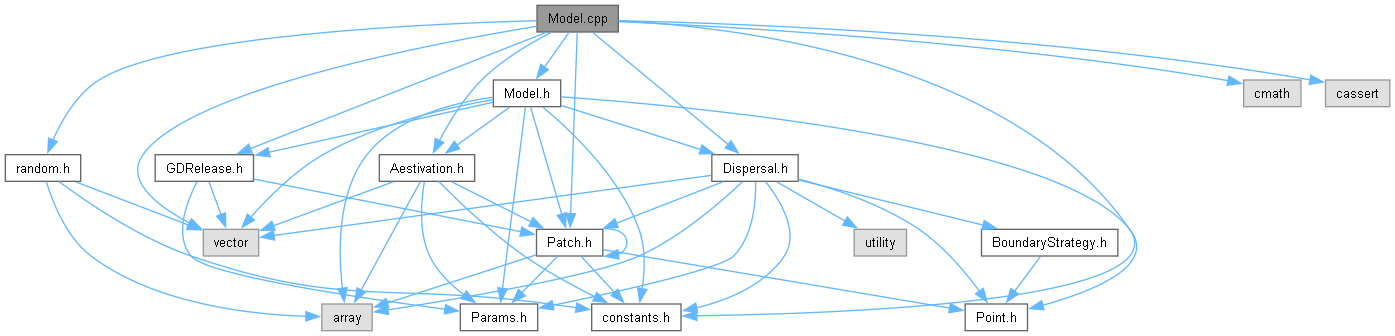 Model.cpp
Model.h
cmath
cassert
random.h
GDRelease.h
Aestivation.h
Dispersal.h
vector
Patch.h
utility
BoundaryStrategy.h
array
Params.h
constants.h
Point.h